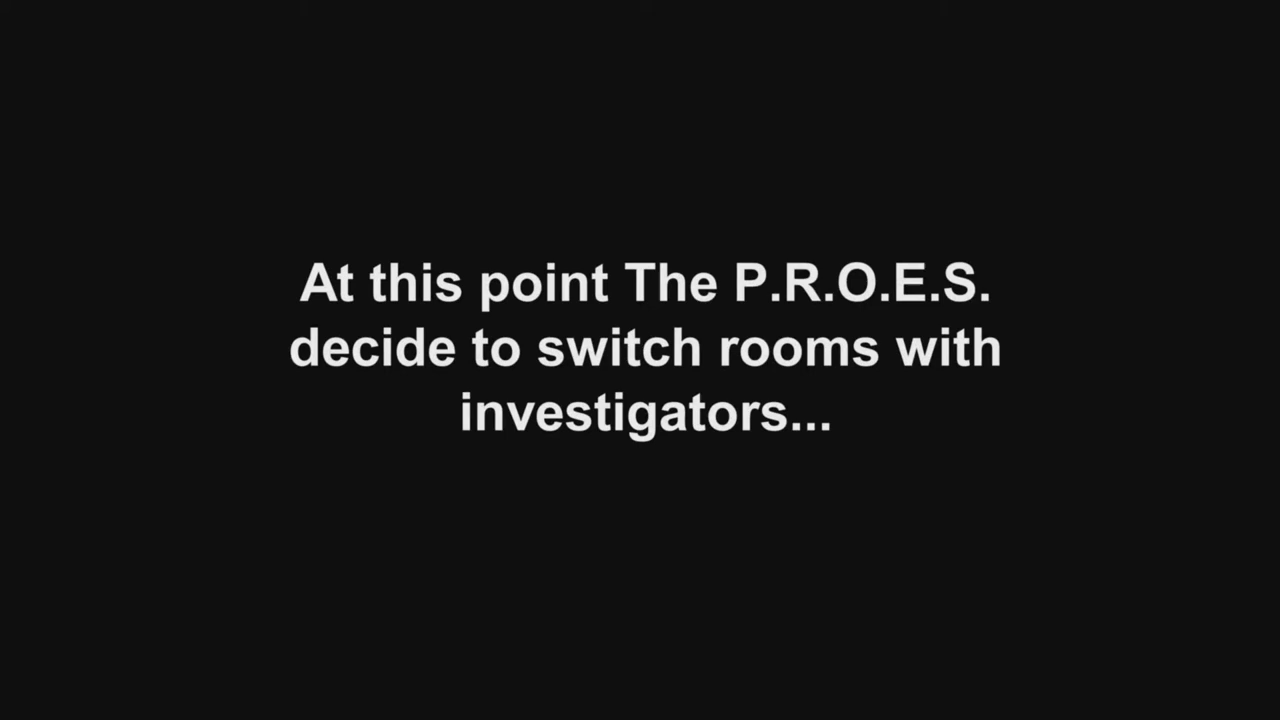 At this point The P.R.O.E.S.
decide to switch rooms with
investigators...